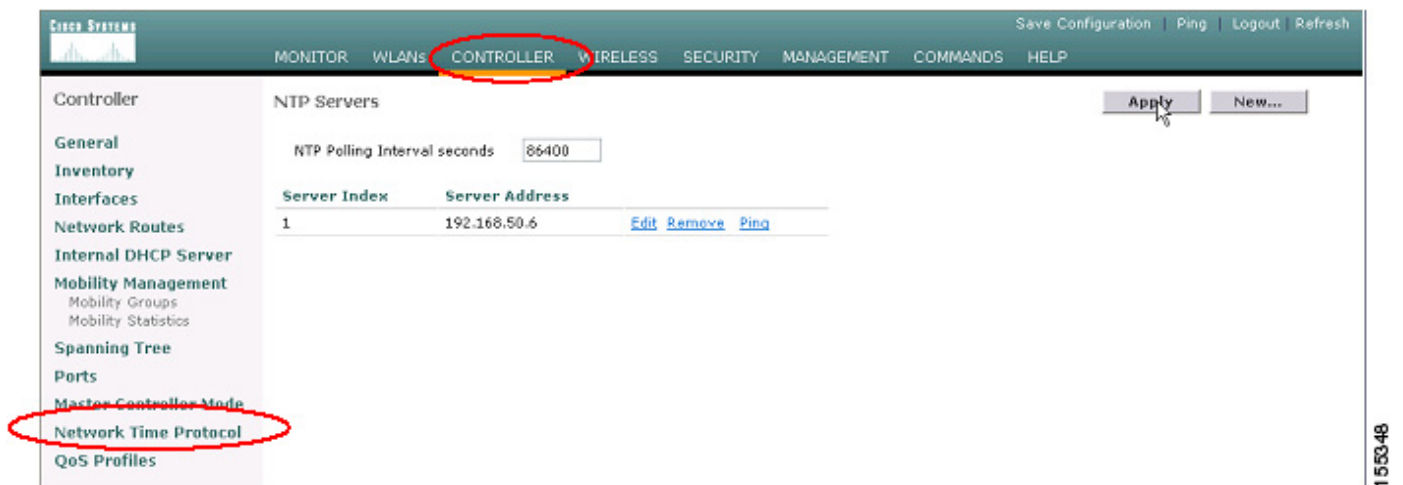 CISCO SYSTEMS
Save Configuration | Ping | Logout | Refresh
MONITOR WLANs CONTROLLER WIRELESS SECURITY MANAGEMENT COMMANDS HELP
Controller
General
Inventory
Interfaces
Network Routes
Internal DHCP Server
Mobility Management
Mobility Groups
Mobility Statistics
Spanning Tree
Ports
Master Controller Mode
Network Time Protocol
QoS Profiles
NTP Servers
Apply New...
NTP Polling Interval seconds 86400
Server Index Server Address
1 192.168.50.6 Edit Remove Ping
155348